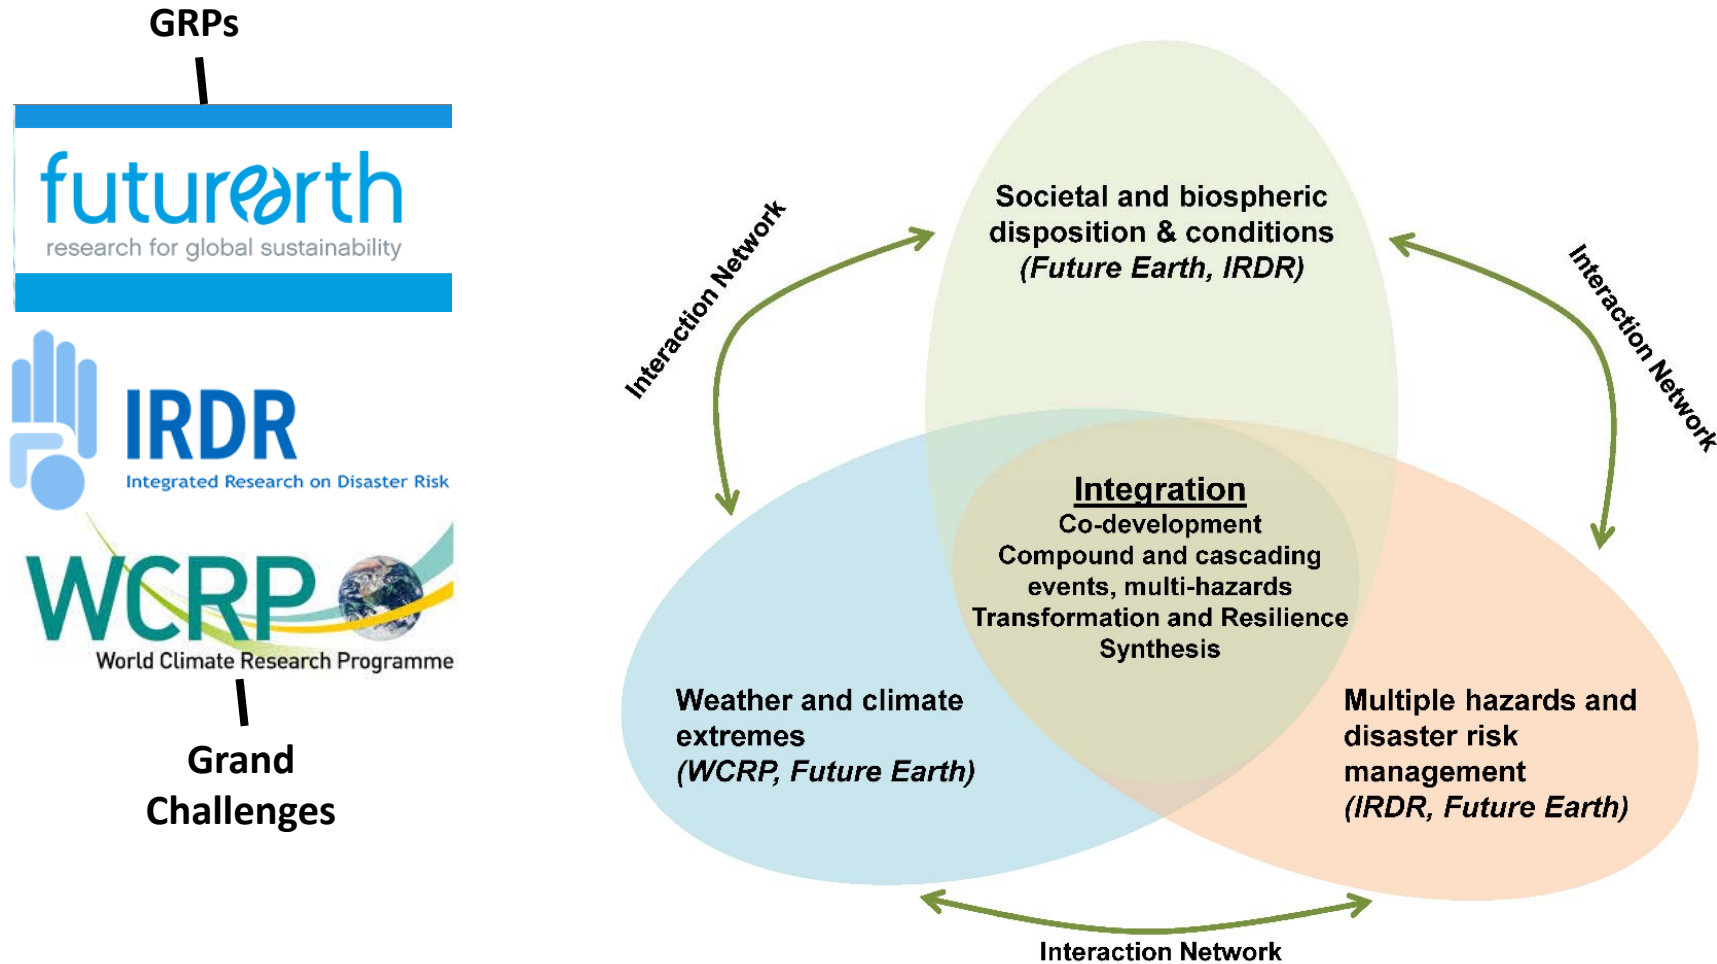 GRPs
futurearth
research for global sustainability
IRDR
Integrated Research on Disaster Risk
WCRP
World Climate Research Programme
Grand
Challenges
Societal and biospheric
disposition & conditions
(Future Earth, IRDR)
Interaction Network
Interaction Network
Integration
Co-development
Compound and cascading
events, multi-hazards
Transformation and Resilience
Synthesis
Weather and climate
extremes
(WCRP, Future Earth)
Multiple hazards and
disaster risk
management
(IRDR, Future Earth)
Interaction Network